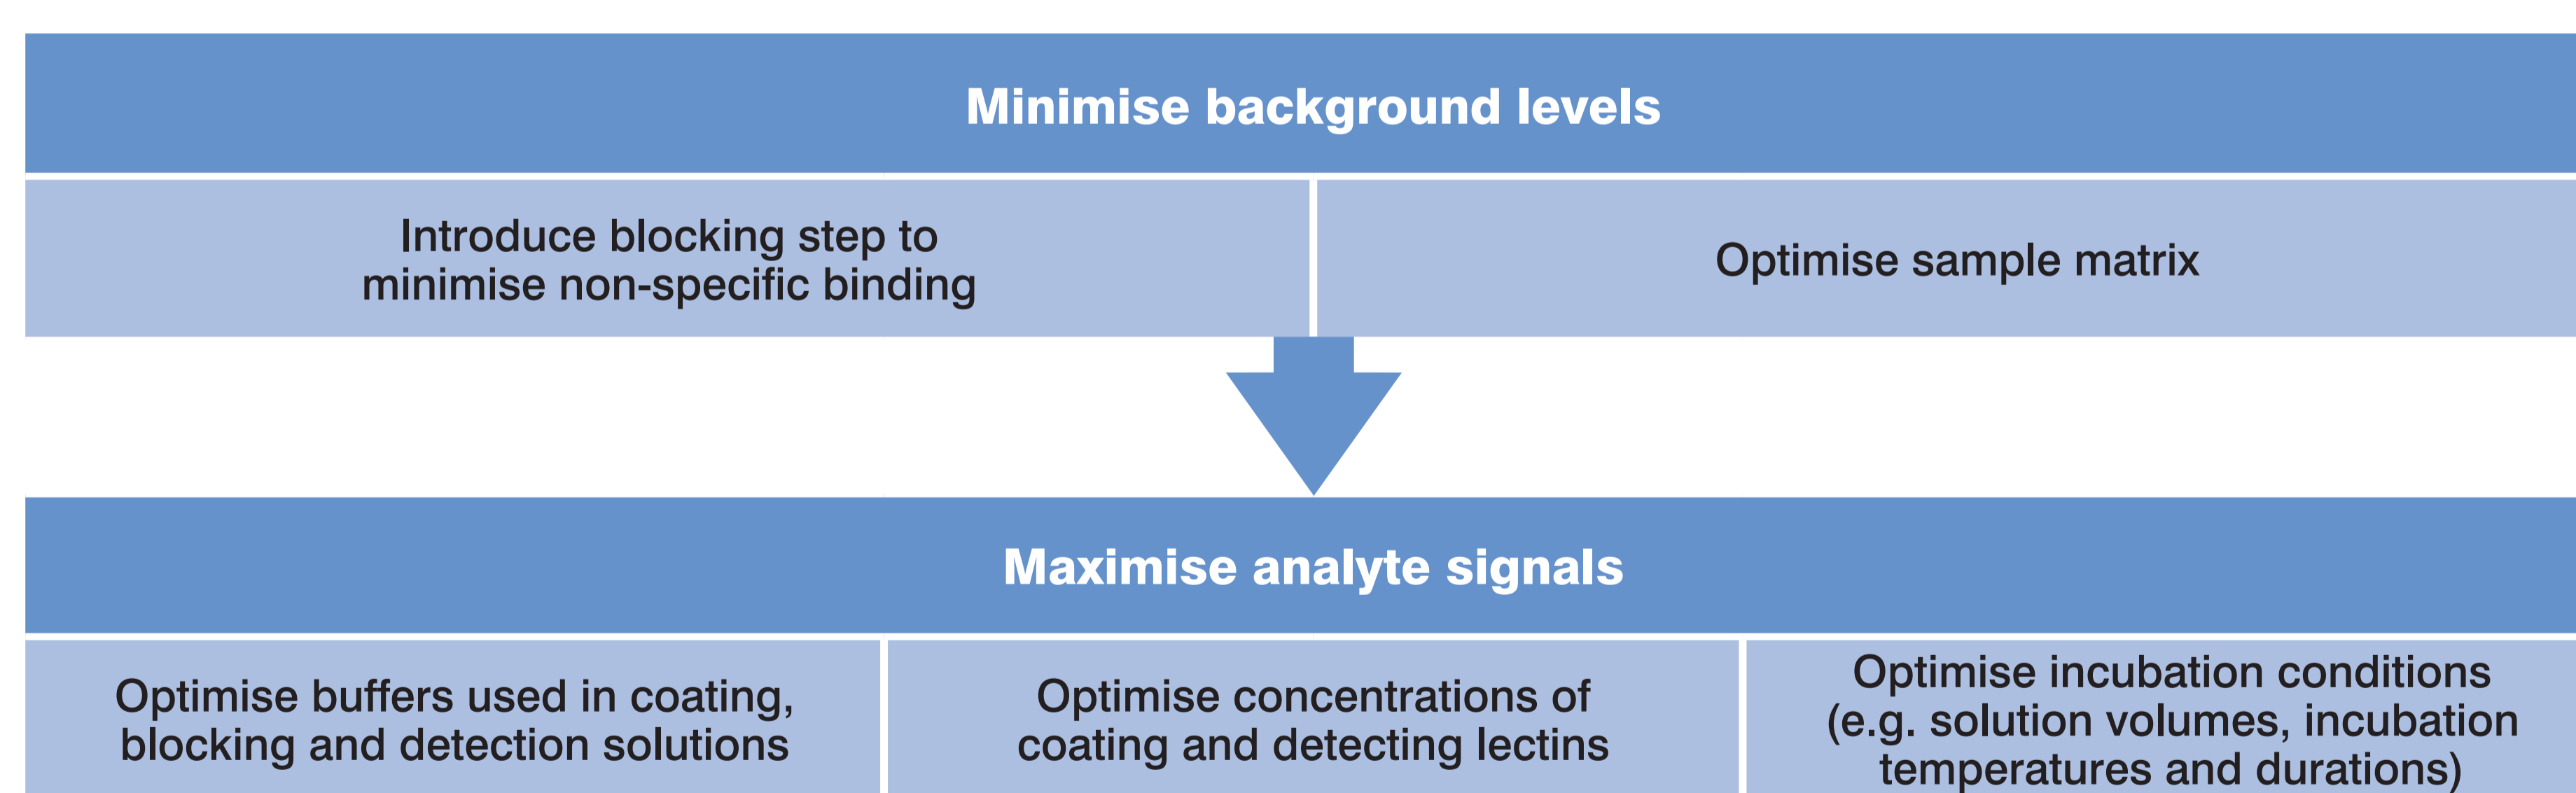 Minimise background levels
Introduce blocking step to
minimise non-specific binding
Optimise sample matrix
Maximise analyte signals
Optimise buffers used in coating,
blocking and detection solutions
Optimise concentrations of
coating and detecting lectins
Optimise incubation conditions
(e.g. solution volumes, incubation
temperatures and durations)